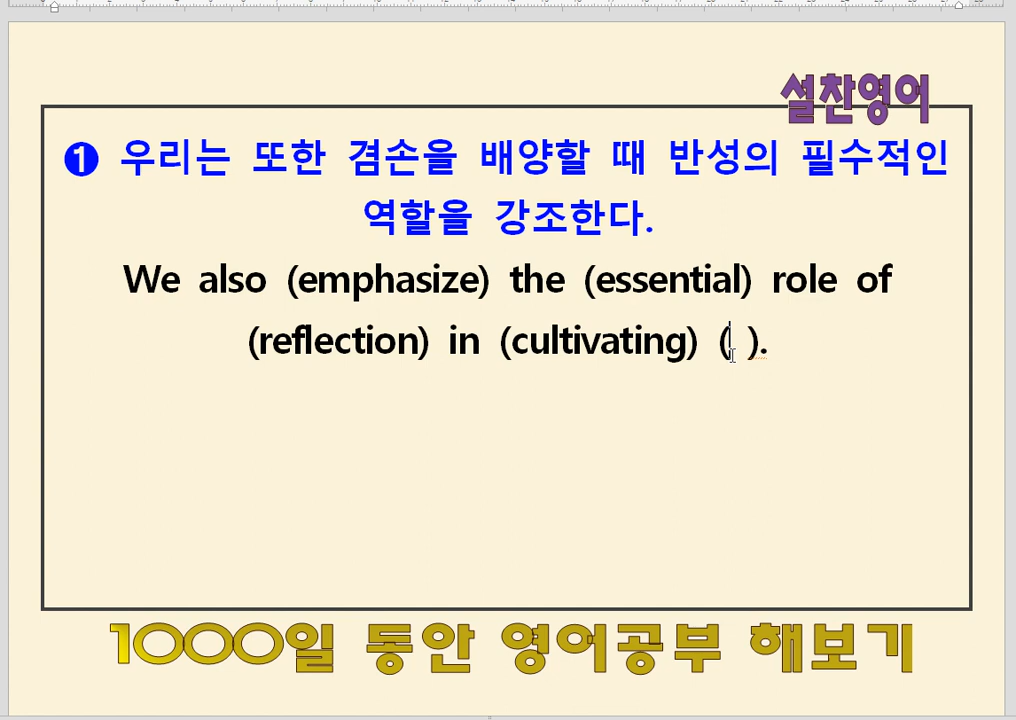 설찬영어
❶ 우리는 또한 겸손을 배양할 때 반성의 필수적인
역할을 강조한다.
We also (emphasize) the (essential) role of
(reflection) in (cultivating) ( ).
1000일 동안 영어공부 해보기